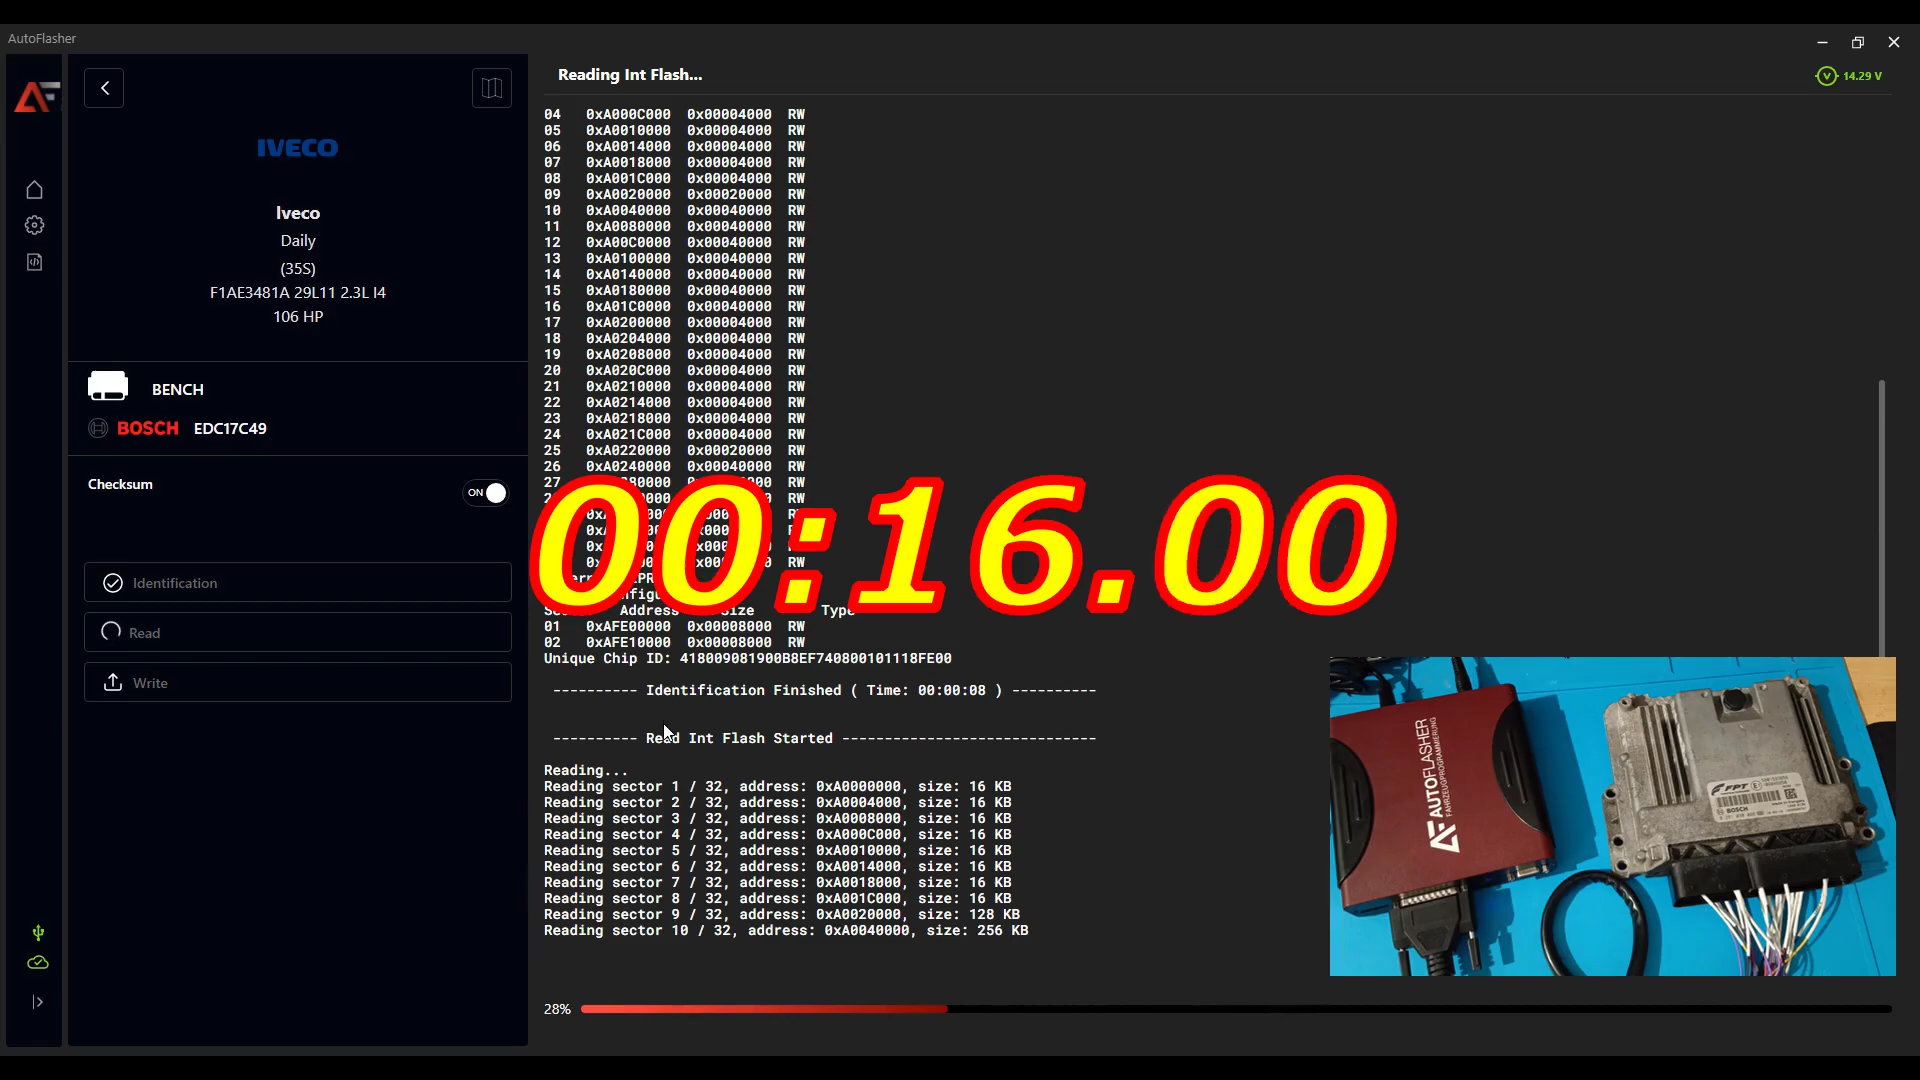 AutoFlasher
AF
IVECO
Iveco
Daily
(35S)
F1AE3481A 29L11 2.3L I4
106 HP
BENCH
BOSCH EDC17C49
Checksum
ON
Identification
Read
Write
Reading Int Flash...
V 14.29 V
04 0xA000C000 0x00004000 RW
05 0xA0010000 0x00004000 RW
06 0xA0014000 0x00004000 RW
07 0xA0018000 0x00004000 RW
08 0xA001C000 0x00004000 RW
09 0xA0020000 0x00020000 RW
10 0xA0040000 0x00040000 RW
11 0xA0080000 0x00040000 RW
12 0xA00C0000 0x00040000 RW
13 0xA0100000 0x00040000 RW
14 0xA0140000 0x00040000 RW
15 0xA0180000 0x00040000 RW
16 0xA01C0000 0x00040000 RW
17 0xA0200000 0x00004000 RW
18 0xA0204000 0x00004000 RW
19 0xA0208000 0x00004000 RW
20 0xA020C000 0x00004000 RW
21 0xA0210000 0x00004000 RW
22 0xA0214000 0x00004000 RW
23 0xA0218000 0x00004000 RW
24 0xA021C000 0x00004000 RW
25 0xA0220000 0x00020000 RW
26 0xA0240000 0x00040000 RW
27
00:16.00
Address Size Type
01 0xAFE00000 0x00008000 RW
02 0xAFE10000 0x00008000 RW
Unique Chip ID: 418009081900B8EF740800101118FE00
---------- Identification Finished ( Time: 00:00:08 ) ----------
---------- Read Int Flash Started ------------------------------
Reading...
Reading sector 1 / 32, address: 0xA0000000, size: 16 KB
Reading sector 2 / 32, address: 0xA0004000, size: 16 KB
Reading sector 3 / 32, address: 0xA0008000, size: 16 KB
Reading sector 4 / 32, address: 0xA000C000, size: 16 KB
Reading sector 5 / 32, address: 0xA0010000, size: 16 KB
Reading sector 6 / 32, address: 0xA0014000, size: 16 KB
Reading sector 7 / 32, address: 0xA0018000, size: 16 KB
Reading sector 8 / 32, address: 0xA001C000, size: 16 KB
Reading sector 9 / 32, address: 0xA0020000, size: 128 KB
Reading sector 10 / 32, address: 0xA0040000, size: 256 KB
28%
AF AUTOFLASHER
FAHRZEUGPROGRAMMIERUNG
FPT
BOSCH